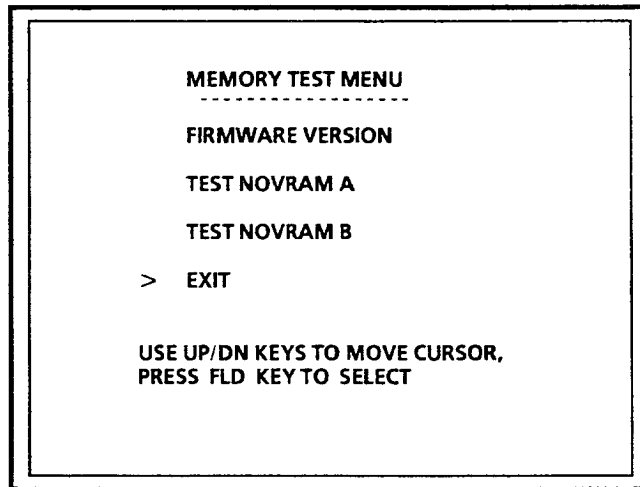 MEMORY TEST MENU
FIRMWARE VERSION
TEST NOVRAM A
TEST NOVRAM B
> EXIT
USE UP/DN KEYS TO MOVE CURSOR,
PRESS FLD KEY TO SELECT